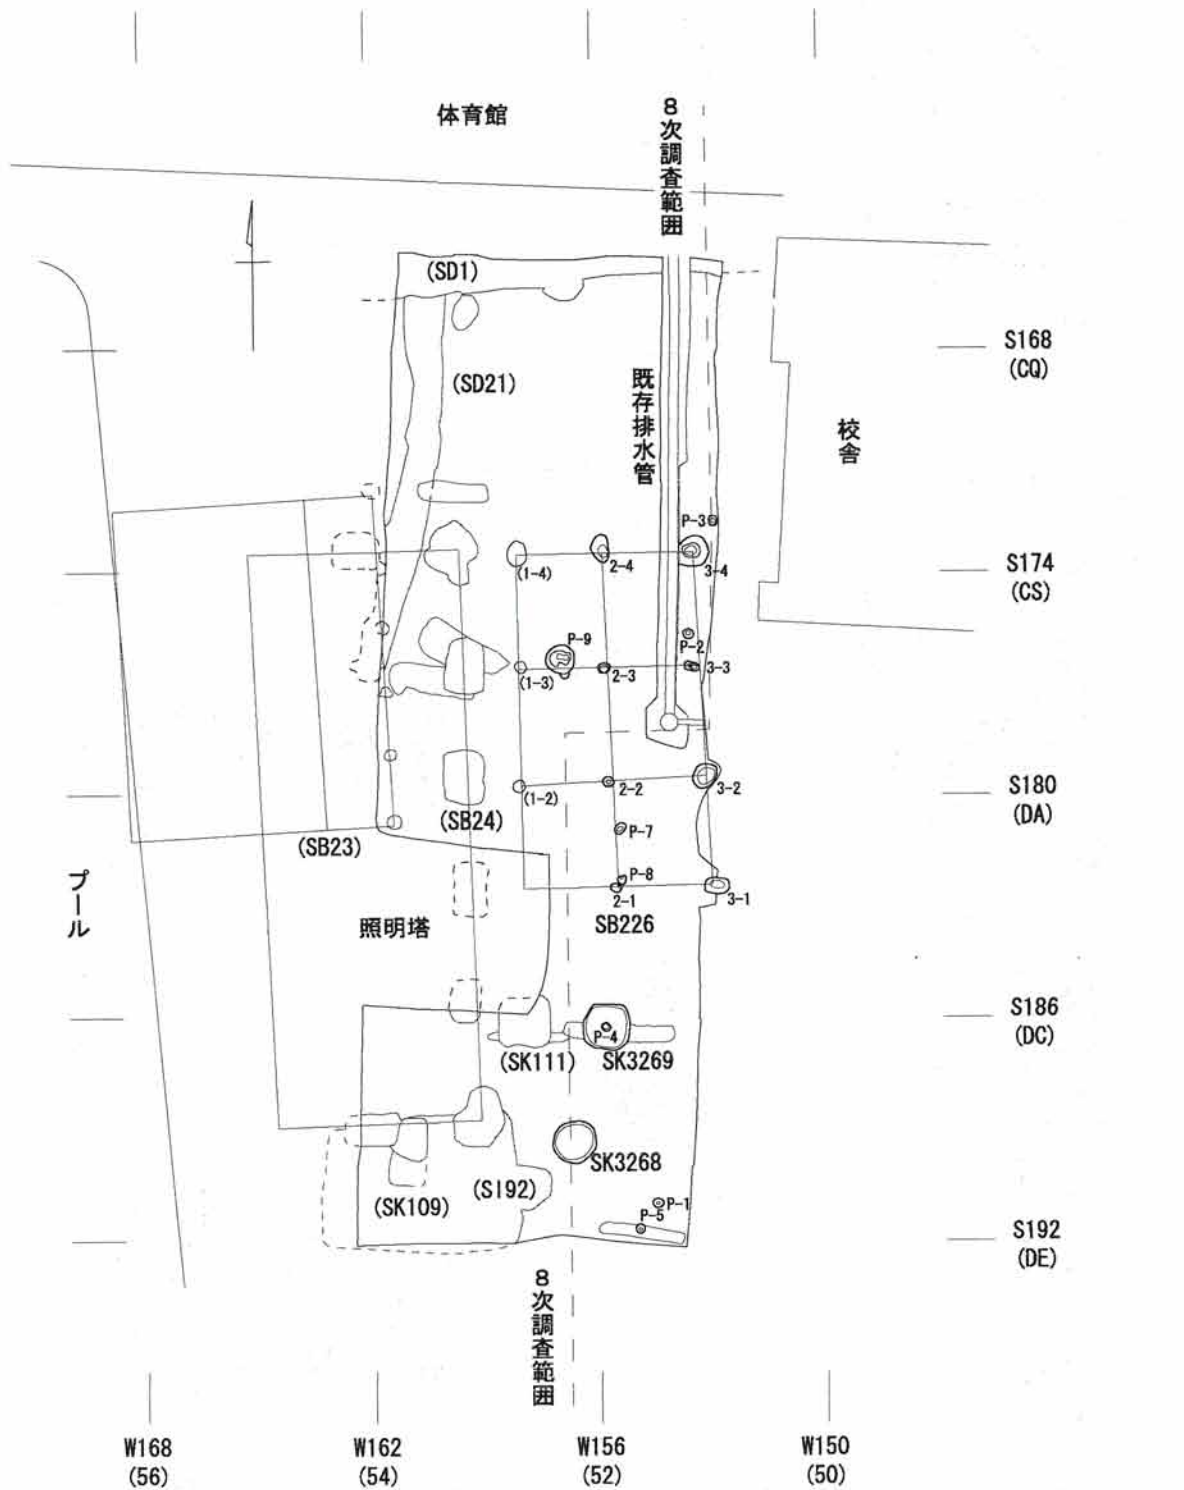 体育館
8次調査範囲
(SD1)
S168
(CQ)
(SD21)
既存排水管
校舎
P-3
(1-4)
2-4
3-4
S174
(CS)
P-2
P-9
(1-3)
2-3
3-3
(1-2)
2-2
3-2
S180
(DA)
(SB24)
P-7
(SB23)
P-8
2-1
3-1
プール
照明塔
SB226
S186
(DC)
P-4
(SK111)
SK3269
SK3268
(SI92)
(SK109)
P-1
P-5
S192
(DE)
8次調査範囲
W168
(56)
W162
(54)
W156
(52)
W150
(50)